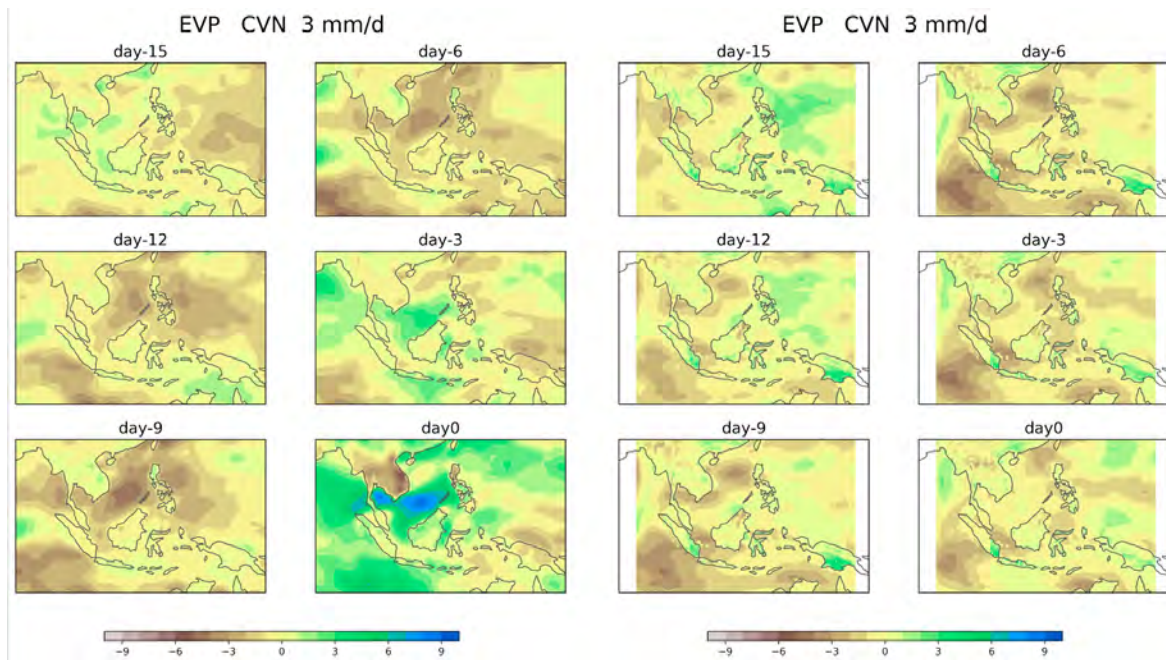 EVP CVN 3 mm/d
day-15
day-6
day-12
day-3
day-9
day0
−9 −6 −3 0 3 6 9
EVP CVN 3 mm/d
day-15
day-6
day-12
day-3
day-9
day0
−9 −6 −3 0 3 6 9